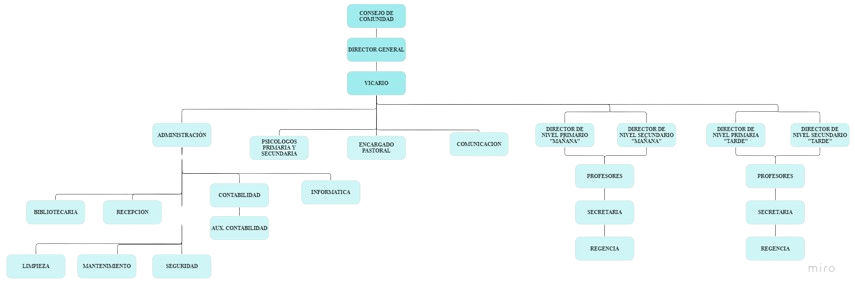 CONSEJO DE
COMUNIDAD
DIRECTOR GENERAL
VICARIO
ADMINISTRACIÓN
PSICOLOGOS
PRIMARIA Y
SECUNDARIA
ENCARGADO
PASTORAL
COMUNICACION
DIRECTOR DE
NIVEL PRIMARIO
"MAÑANA"
DIRECTOR DE
NIVEL SECUNDARIO
"MAÑANA"
DIRECTOR DE
NIVEL PRIMARIA
"TARDE"
DIRECTOR DE
NIVEL SECUNDARIO
"TARDE"
PROFESORES
PROFESORES
CONTABILIDAD
INFORMATICA
BIBLIOTECARIA
RECEPCION
SECRETARIA
SECRETARIA
AUX. CONTABILIDAD
REGENCIA
REGENCIA
LIMPIEZA
MANTENIMIENTO
SEGURIDAD
miro